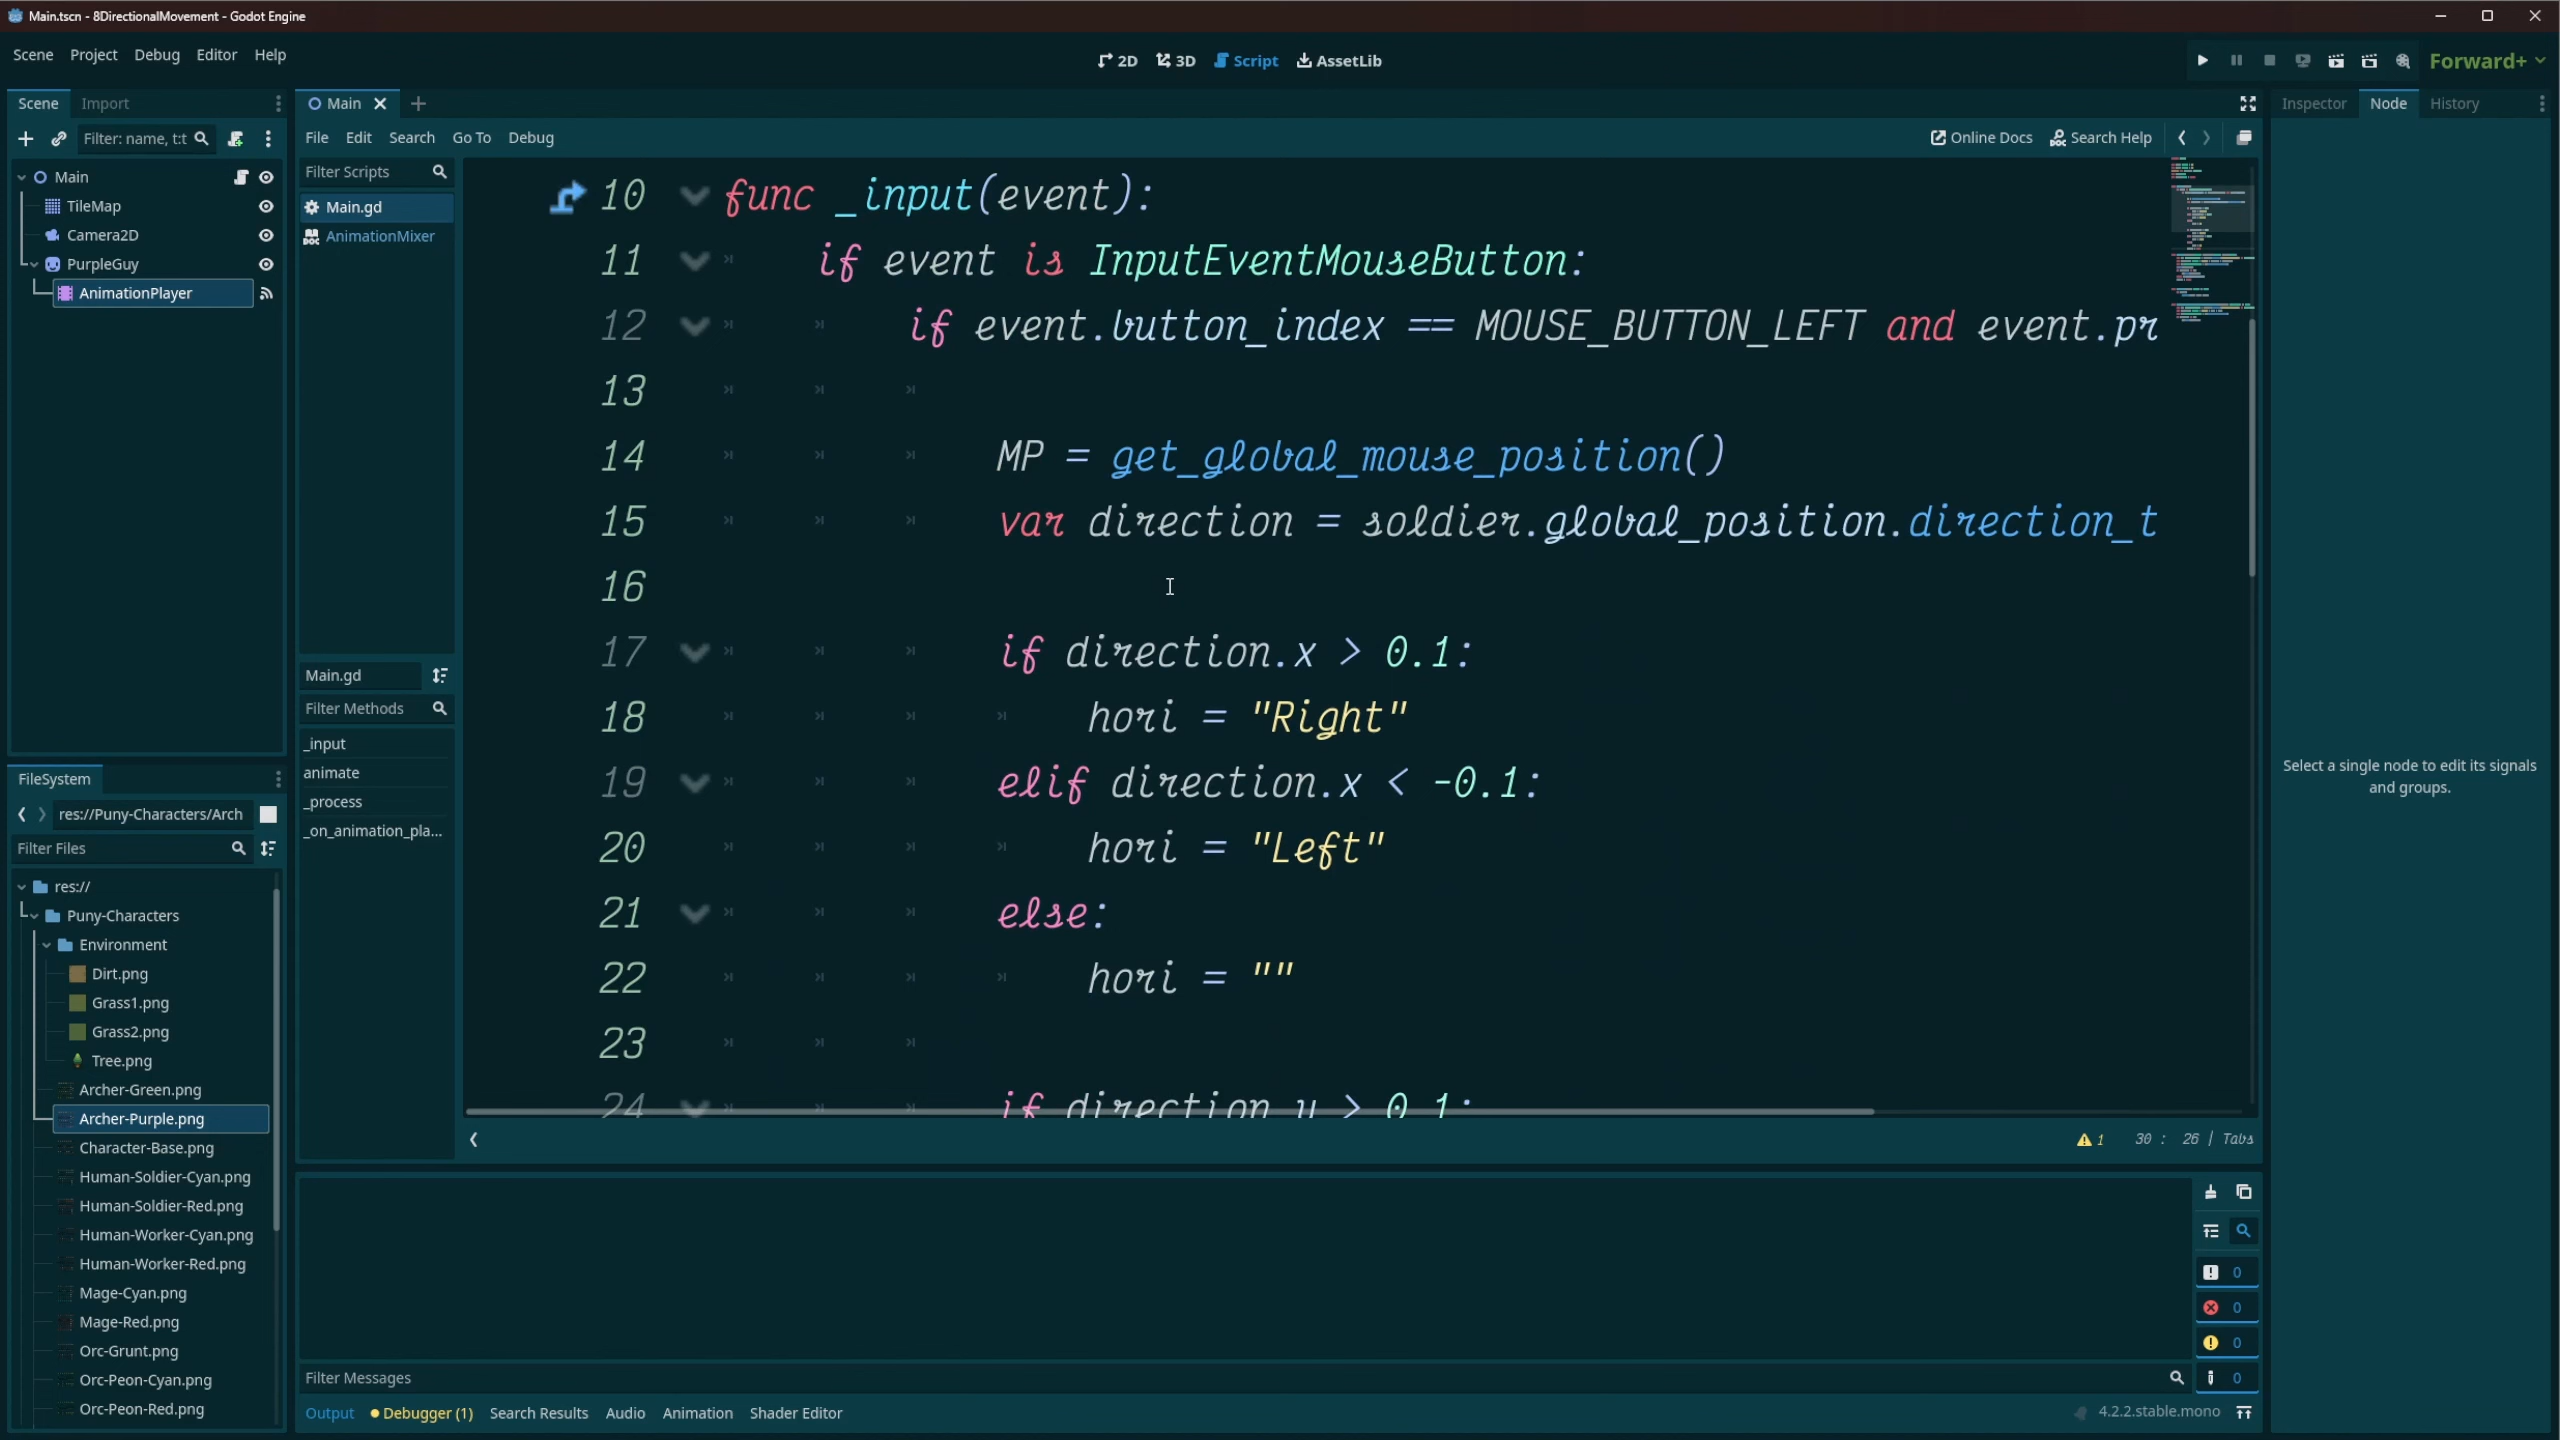 Main.tscn - 8DirectionalMovement - Godot Engine
Scene Project Debug Editor Help
2D 3D Script AssetLib
Forward+
Scene Import
Filter: name, t:t
Main
TileMap
Camera2D
PurpleGuy
AnimationPlayer
FileSystem
res://Puny-Characters/Arch
Filter Files
res://
Puny-Characters
Environment
Dirt.png
Grass1.png
Grass2.png
Tree.png
Archer-Green.png
Archer-Purple.png
Character-Base.png
Human-Soldier-Cyan.png
Human-Soldier-Red.png
Human-Worker-Cyan.png
Human-Worker-Red.png
Mage-Cyan.png
Mage-Red.png
Orc-Grunt.png
Orc-Peon-Cyan.png
Orc-Peon-Red.png
Main
File Edit Search Go To Debug
Online Docs Search Help
Filter Scripts
Main.gd
AnimationMixer
Main.gd
Filter Methods
_input
animate
_process
_on_animation_pla...
10 func _input(event):
11 if event is InputEventMouseButton:
12 if event.button_index == MOUSE_BUTTON_LEFT and event.pr
13
14 MP = get_global_mouse_position()
15 var direction = soldier.global_position.direction_t
16
17 if direction.x > 0.1:
18 hori = "Right"
19 elif direction.x < -0.1:
20 hori = "Left"
21 else:
22 hori = ""
23
24 if direction.y > 0.1:
1 30 : 26 | Tabs
0
0
0
0
Filter Messages
Output Debugger (1) Search Results Audio Animation Shader Editor
4.2.2.stable.mono
Inspector Node History
Select a single node to edit its signals
and groups.